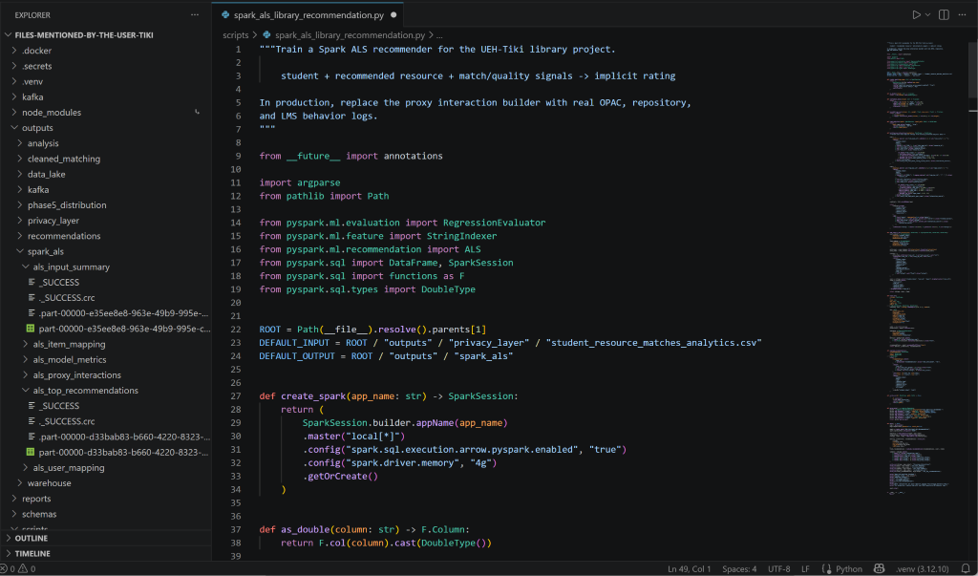 EXPLORER
···
FILES-MENTIONED-BY-THE-USER-TIKI
.docker
.secrets
.venv
kafka
node_modules
outputs
analysis
cleaned_matching
data_lake
kafka
phase5_distribution
privacy_layer
recommendations
spark_als
als_input_summary
_SUCCESS
._SUCCESS.crc
.part-00000-e35ee8e8-963e-49b9-995e-...
part-00000-e35ee8e8-963e-49b9-995e-c...
als_item_mapping
als_model_metrics
als_proxy_interactions
als_top_recommendations
_SUCCESS
._SUCCESS.crc
.part-00000-d33bab83-b660-4220-8323-...
part-00000-d33bab83-b660-4220-8323-...
als_user_mapping
warehouse
reports
schemas
scripts
OUTLINE
TIMELINE
spark_als_library_recommendation.py
scripts > spark_als_library_recommendation.py > ...
1 """Train a Spark ALS recommender for the UEH-Tiki library project.
2
3 student + recommended resource + match/quality signals -> implicit rating
4
5 In production, replace the proxy interaction builder with real OPAC, repository,
6 and LMS behavior logs.
7 """
8
9 from __future__ import annotations
10
11 import argparse
12 from pathlib import Path
13
14 from pyspark.ml.evaluation import RegressionEvaluator
15 from pyspark.ml.feature import StringIndexer
16 from pyspark.ml.recommendation import ALS
17 from pyspark.sql import DataFrame, SparkSession
18 from pyspark.sql import functions as F
19 from pyspark.sql.types import DoubleType
20
21
22 ROOT = Path(__file__).resolve().parents[1]
23 DEFAULT_INPUT = ROOT / "outputs" / "privacy_layer" / "student_resource_matches_analytics.csv"
24 DEFAULT_OUTPUT = ROOT / "outputs" / "spark_als"
25
26
27 def create_spark(app_name: str) -> SparkSession:
28 return (
29 SparkSession.builder.appName(app_name)
30 .master("local[*]")
31 .config("spark.sql.execution.arrow.pyspark.enabled", "true")
32 .config("spark.driver.memory", "4g")
33 .getOrCreate()
34 )
35
36
37 def as_double(column: str) -> F.Column:
38 return F.col(column).cast(DoubleType())
39
0 0
Ln 49, Col 1
Spaces: 4
UTF-8
LF
Python
.venv (3.12.10)